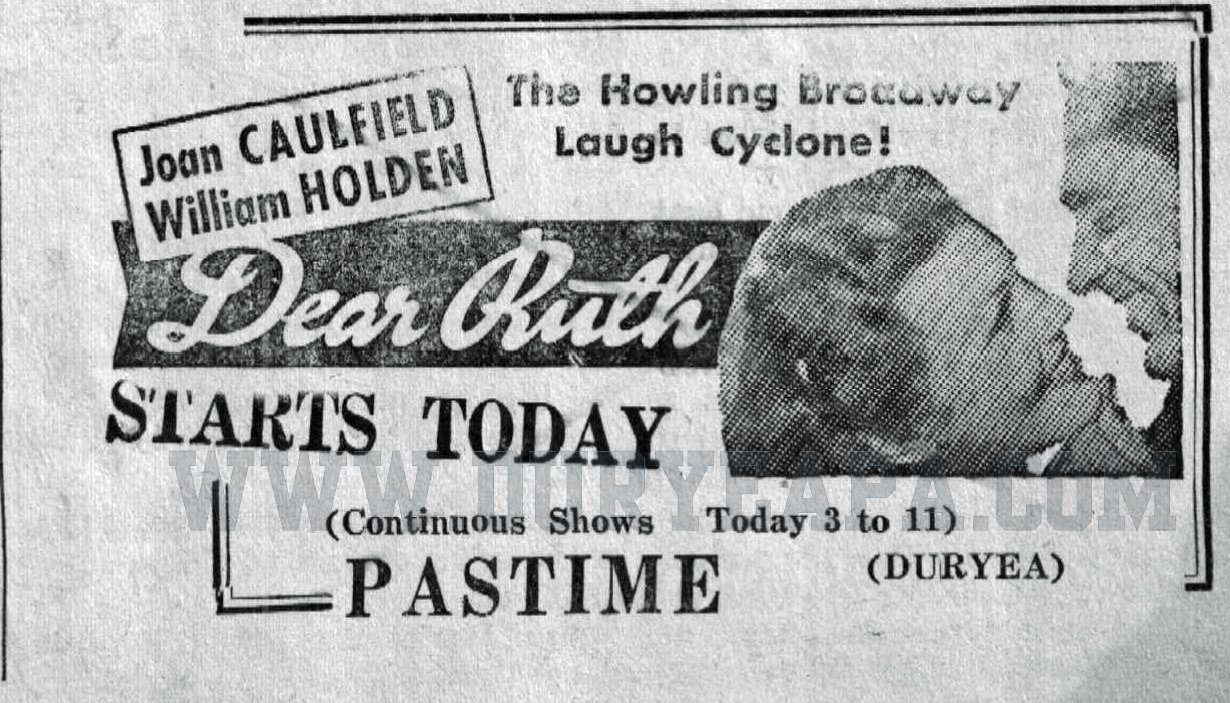 Joan CAULFIELD
William HOLDEN
The Howling Broadway
Laugh Cyclone!
Dear Ruth
STARTS TODAY
WWW.DURYEAPA.COM
(Continuous Shows Today 3 to 11)
PASTIME
(DURYEA)